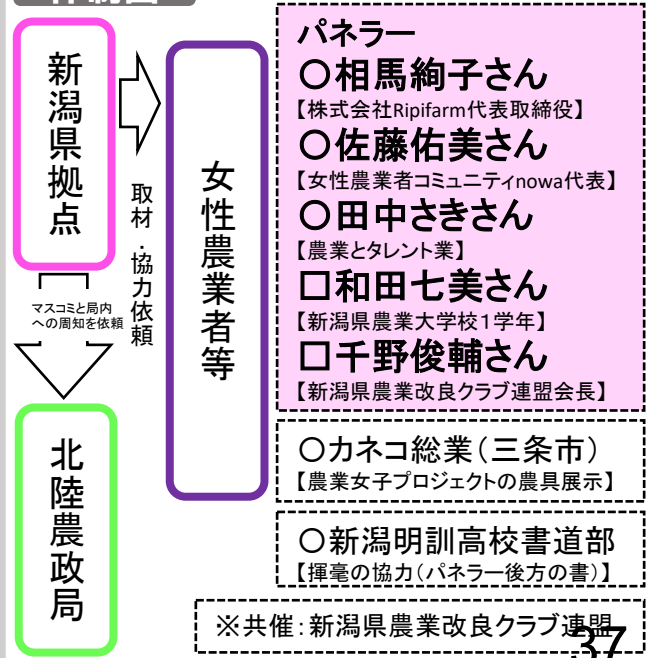 新潟県拠点
取材・協力依頼
マスコミと局内
への周知を依頼
北陸農政局
女性農業者等
パネラー
〇相馬絢子さん
【株式会社Ripifarm代表取締役】
〇佐藤佑美さん
【女性農業者コミュニティnowa代表】
〇田中さきさん
【農業とタレント業】
□和田七美さん
【新潟県農業大学校１学年】
□千野俊輔さん
【新潟県農業改良クラブ連盟会長】
〇カネコ総業(三条市)
【農業女子プロジェクトの農具展示】
〇新潟明訓高校書道部
【揮毫の協力(パネラー後方の書)】
※共催：新潟県農業改良クラブ連盟
37